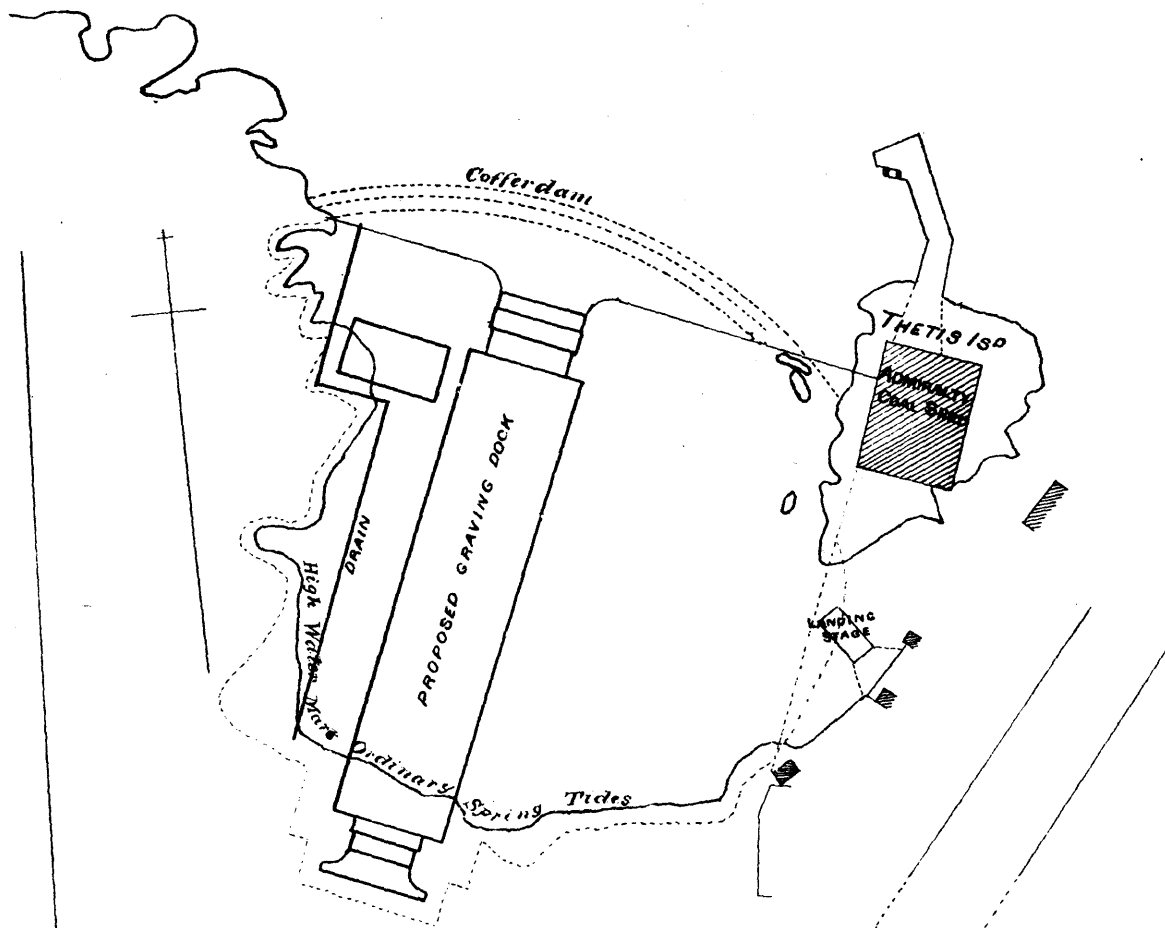 Cofferdam
THETIS ISD
ADMIRALTY
COAL SHED
PROPOSED GRAVING DOCK
DRAIN
LANDING
STAGE
High Water Mark Ordinary Spring Tides